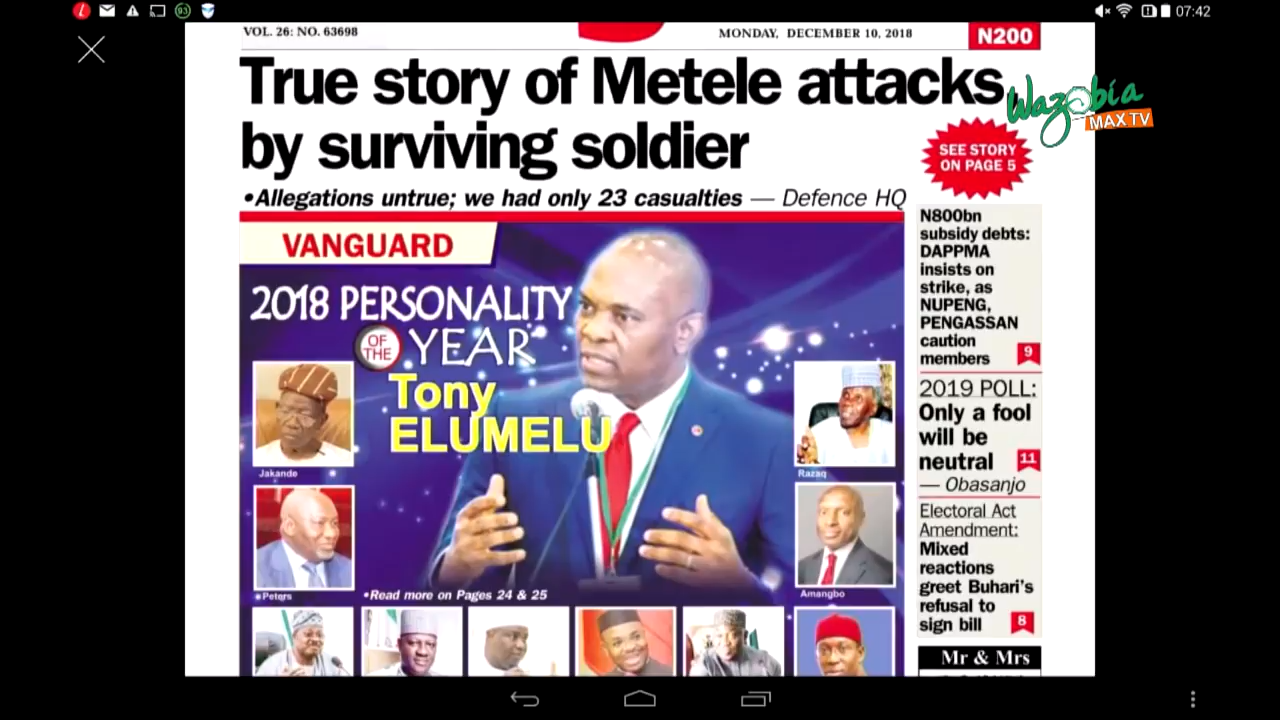 93
07:42
VOL. 26: NO. 63698
MONDAY, DECEMBER 10, 2018
N200
True story of Metele attacks,
by surviving soldier
Wazobia
MAX TV
SEE STORY
ON PAGE 5
•Allegations untrue; we had only 23 casualties — Defence HQ
VANGUARD
2018 PERSONALITY
OF
THE
YEAR
Tony
ELUMELU
Jakande
Razaq
Peters
Amangbo
•Read more on Pages 24 & 25
N800bn
subsidy debts:
DAPPMA
insists on
strike, as
NUPENG,
PENGASSAN
caution
members
9
2019 POLL:
Only a fool
will be
neutral
11
— Obasanjo
Electoral Act
Amendment:
Mixed
reactions
greet Buhari's
refusal to
sign bill
8
Mr & Mrs